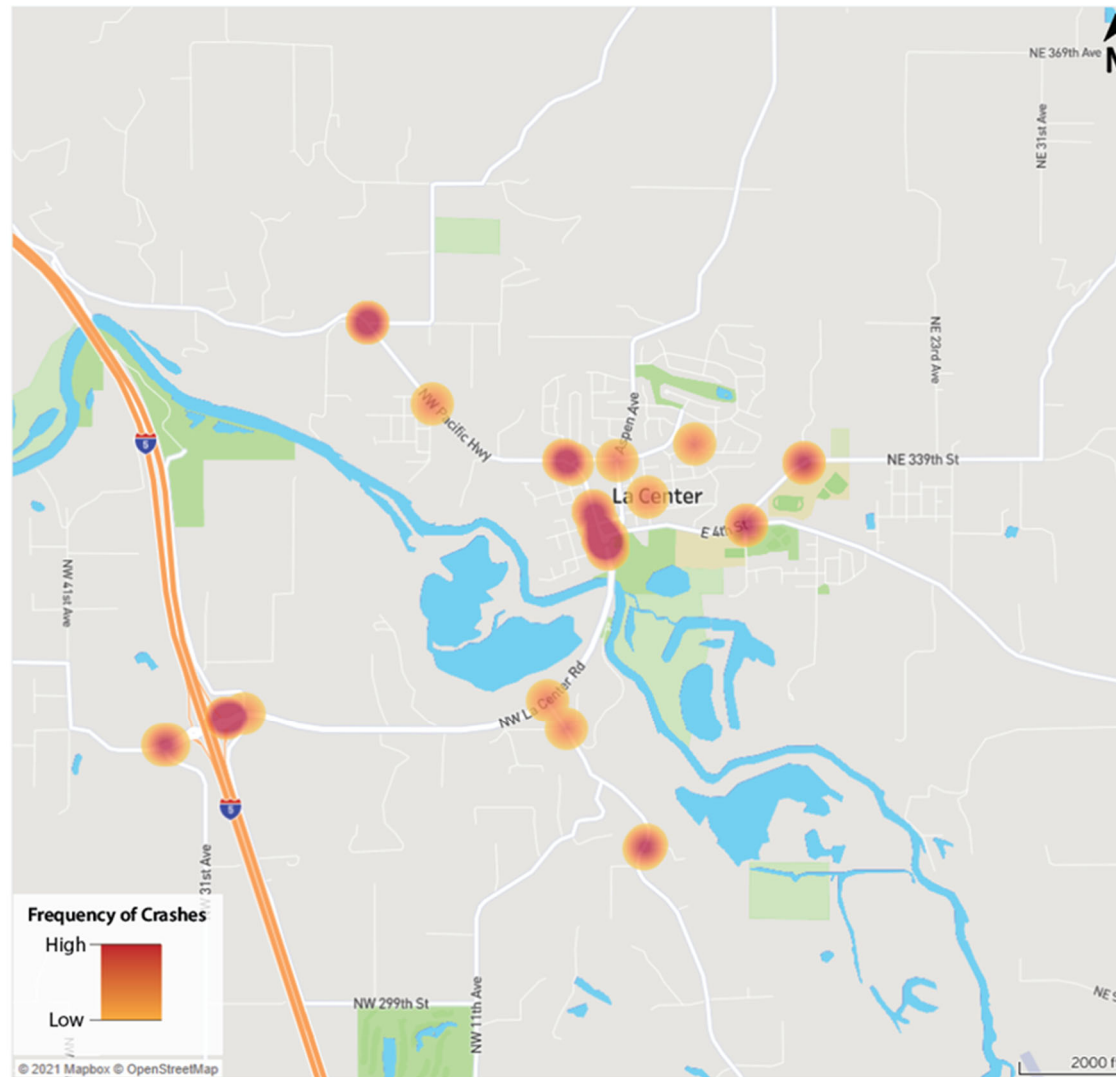 NE 369th Ave
N
NE 31st Ave
NE 23rd Ave
Aspen Ave
NW Pacific Hwy
NE 339th St
La Center
E 4th St
5
NW 41st Ave
NW La Center Rd
5
W 31st Ave
Frequency of Crashes
High
Low
NW 299th St
NW 11th Ave
NE S
NW
2000 f
© 2021 Mapbox © OpenStreetMap